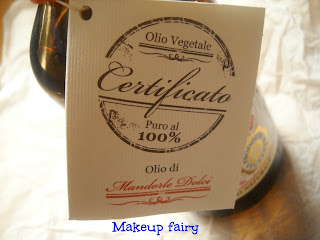 Olio Vegetale
Certificato
Puro al
100%
Olio di
Mandorle Dolci
Makeup fairy